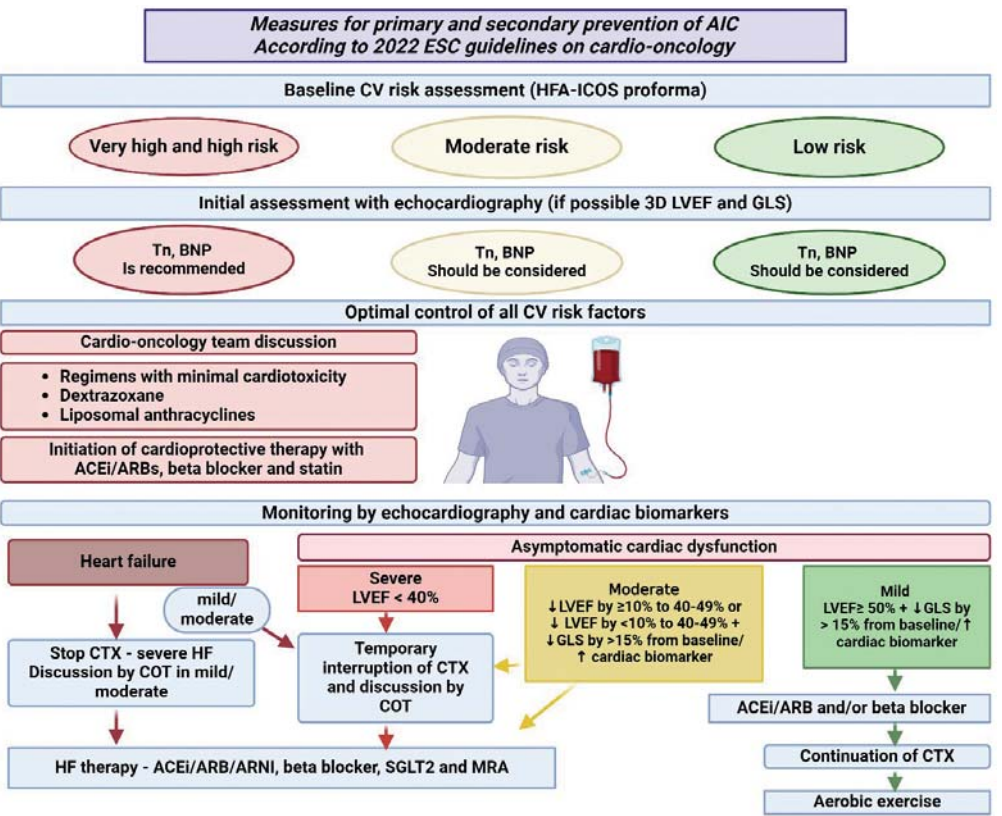 Measures for primary and secondary prevention of AIC
According to 2022 ESC guidelines on cardio-oncology
Baseline CV risk assessment (HFA-ICOS proforma)
Very high and high risk
Moderate risk
Low risk
Initial assessment with echocardiography (if possible 3D LVEF and GLS)
Tn, BNP
Is recommended
Tn, BNP
Should be considered
Tn, BNP
Should be considered
Optimal control of all CV risk factors
Cardio-oncology team discussion
• Regimens with minimal cardiotoxicity
• Dextrazoxane
• Liposomal anthracyclines
Initiation of cardioprotective therapy with
ACEi/ARBs, beta blocker and statin
Monitoring by echocardiography and cardiac biomarkers
Heart failure
Asymptomatic cardiac dysfunction
mild/
moderate
Severe
LVEF < 40%
Moderate
↓LVEF by ≥10% to 40-49% or
↓ LVEF by <10% to 40-49% +
↓GLS by >15% from baseline/
↑ cardiac biomarker
Mild
LVEF≥ 50% + ↓GLS by
> 15% from baseline/↑
cardiac biomarker
Stop CTX - severe HF
Discussion by COT in mild/
moderate
Temporary
interruption of CTX
and discussion by
COT
ACEi/ARB and/or beta blocker
Continuation of CTX
HF therapy - ACEi/ARB/ARNI, beta blocker, SGLT2 and MRA
Aerobic exercise